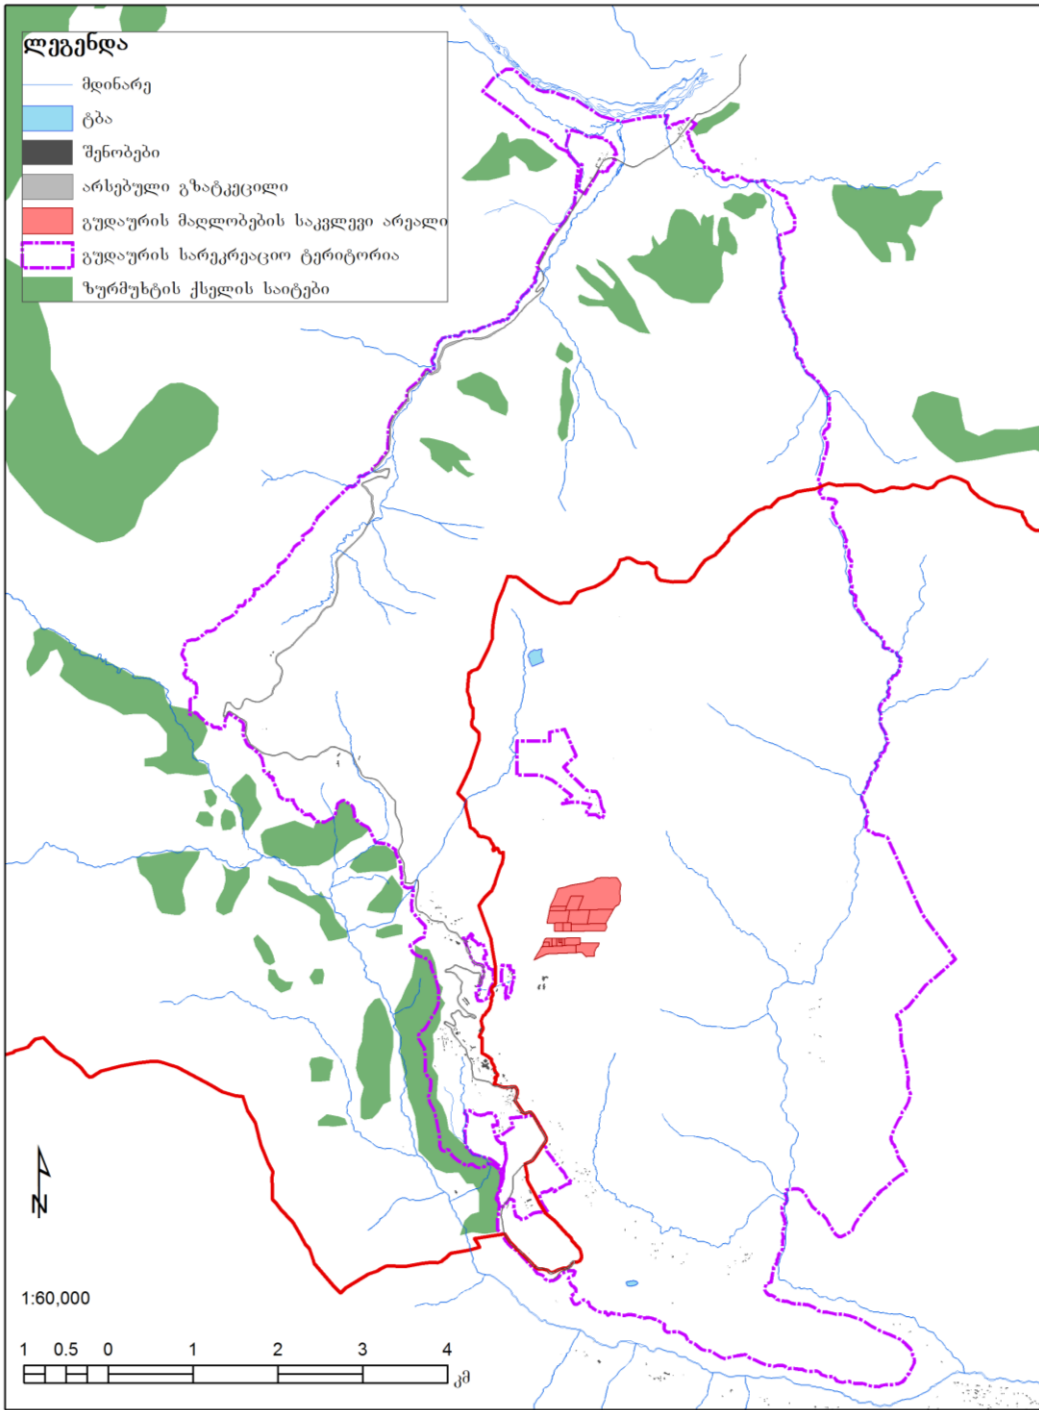 ლეგენდა
მდინარე
ტბა
შენობები
არსებული გზატკეცილი
გუდაურის მაღლობების საკვლევი არეალი
გუდაურის სარეკრეაციო ტერიტორია
ზურმუხტის ქსელის საიტები
N
1:60,000
1 0.5 0 1 2 3 4
კმ